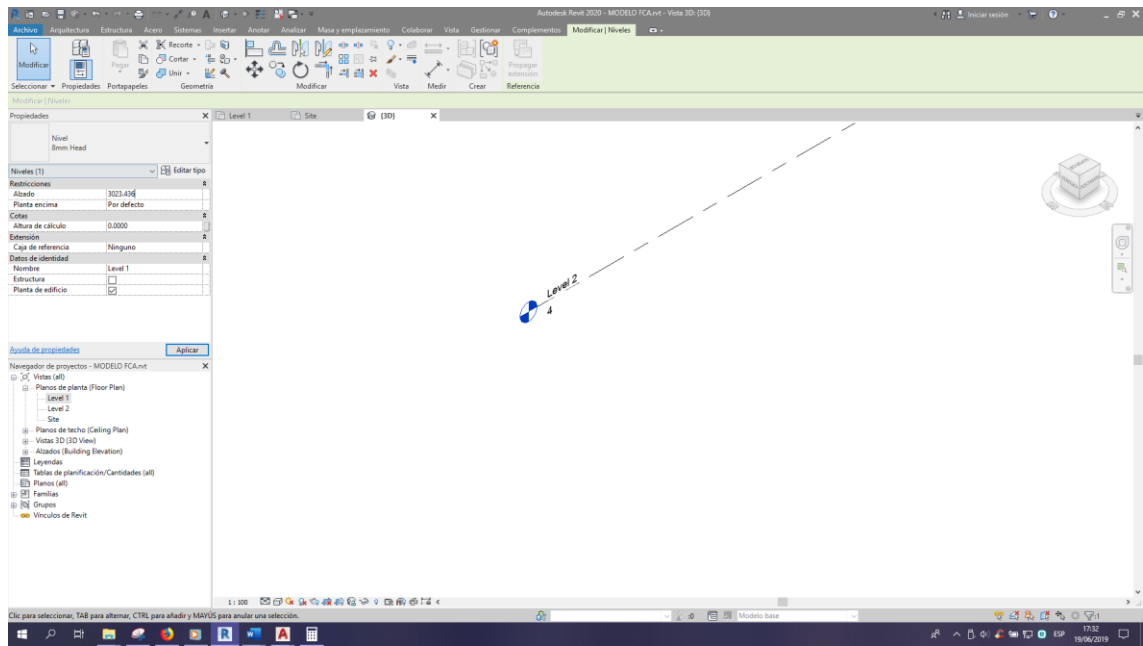 Autodesk Revit 2020 - MODELO FCA.rvt - Vista 3D: {3D}
Iniciar sesión
Archivo Arquitectura Estructura Acero Sistemas Insertar Anotar Analizar Masa y emplazamiento Colaborar Vista Gestionar Complementos Modificar | Niveles
Modificar
Pegar
Recorte
Cortar
Unir
Propagar
extensión
Seleccionar Propiedades Portapapeles Geometría Modificar Vista Medir Crear Referencia
Modificar | Niveles
Propiedades
Level 1
Site
{3D}
Nivel
8mm Head
Niveles (1)
Editar tipo
Restricciones
Alzado 3023.436
Planta encima Por defecto
Cotas
Altura de cálculo 0.0000
Extensión
Caja de referencia Ninguno
Datos de identidad
Nombre Level 1
Estructura
Planta de edificio
Ayuda de propiedades
Aplicar
Level 2
4
Navegador de proyectos - MODELO FCA.rvt
Vistas (all)
Planos de planta (Floor Plan)
Level 1
Level 2
Site
Planos de techo (Ceiling Plan)
Vistas 3D (3D View)
Alzados (Building Elevation)
Leyendas
Tablas de planificación/Cantidades (all)
Planos (all)
Familias
Grupos
Vínculos de Revit
1 : 100
Clic para seleccionar, TAB para alternar, CTRL para añadir y MAYÚS para anular una selección.
:0
Modelo base
:1
ESP
17:32
19/06/2019